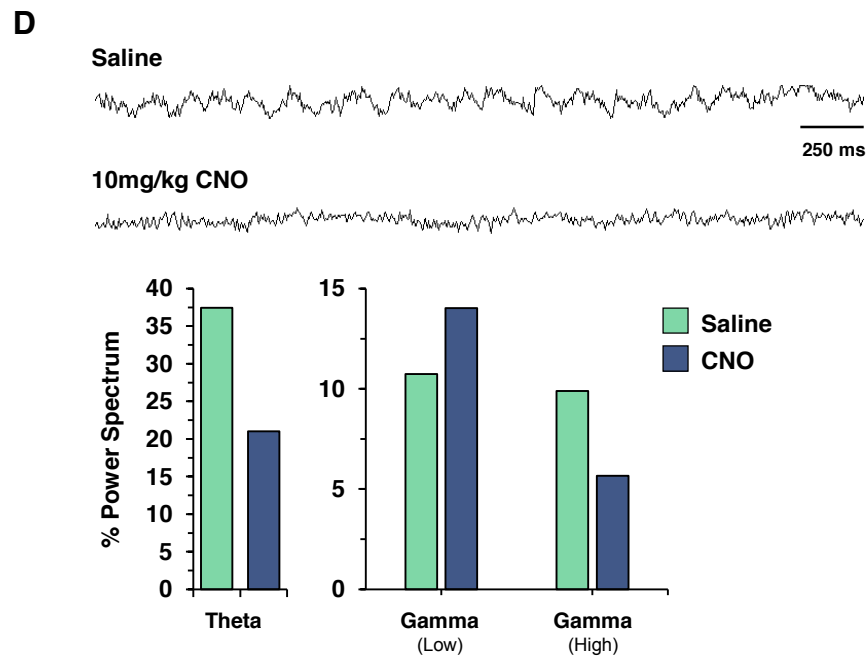 D
Saline
250 ms
10mg/kg CNO
% Power Spectrum
40
35
30
25
20
15
10
5
0
Theta
15
10
5
0
Gamma
(Low)
Gamma
(High)
Saline
CNO